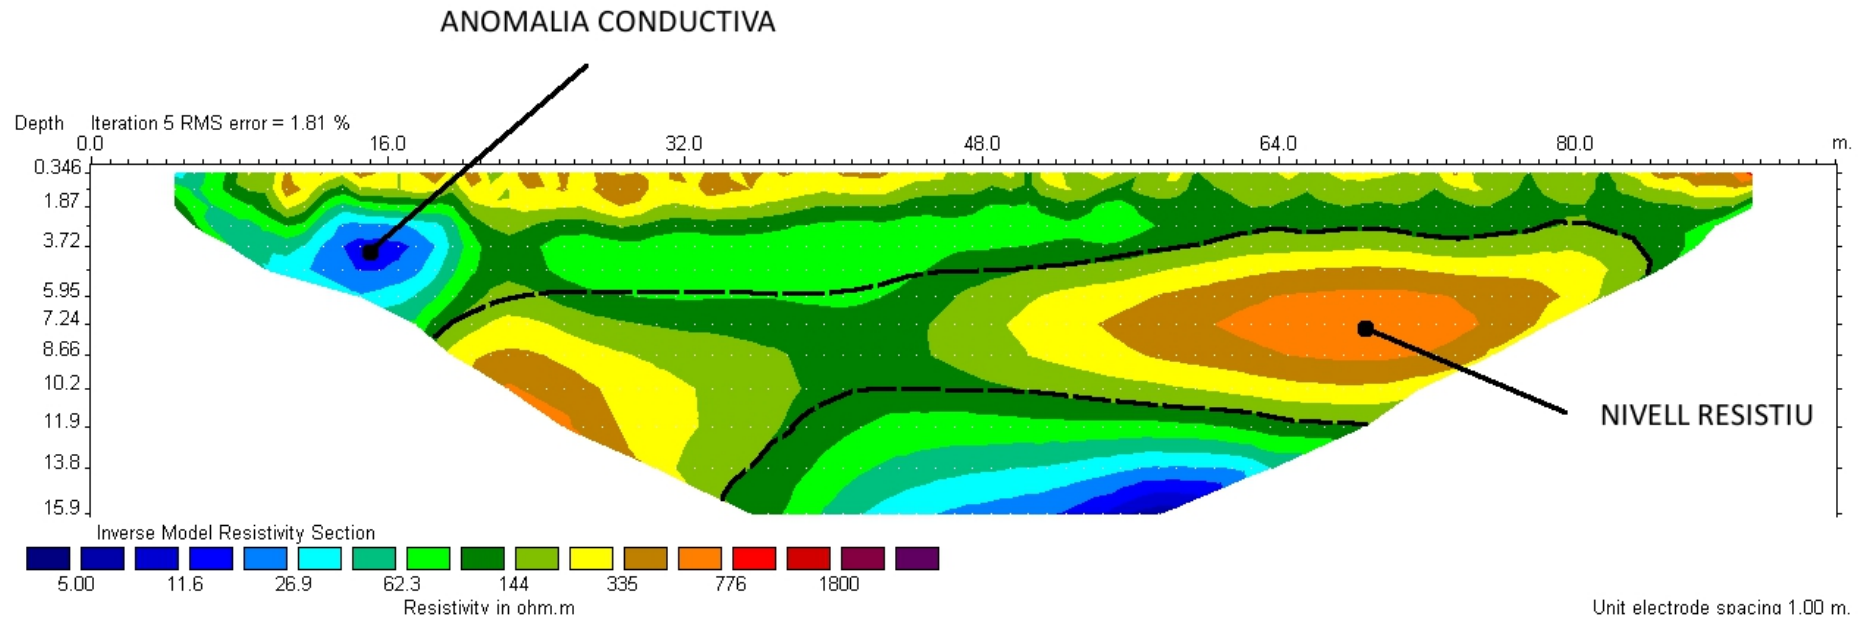 ANOMALIA CONDUCTIVA
Depth Iteration 5 RMS error = 1.81 %
0.0 16.0 32.0 48.0 64.0 80.0 m.
0.346
1.87
3.72
5.95
7.24
8.66
10.2
11.9
13.8
15.9
NIVELL RESISTIU
Inverse Model Resistivity Section
5.00 11.6 26.9 62.3 144 335 776 1800
Resistivity in ohm.m
Unit electrode spacing 1.00 m.